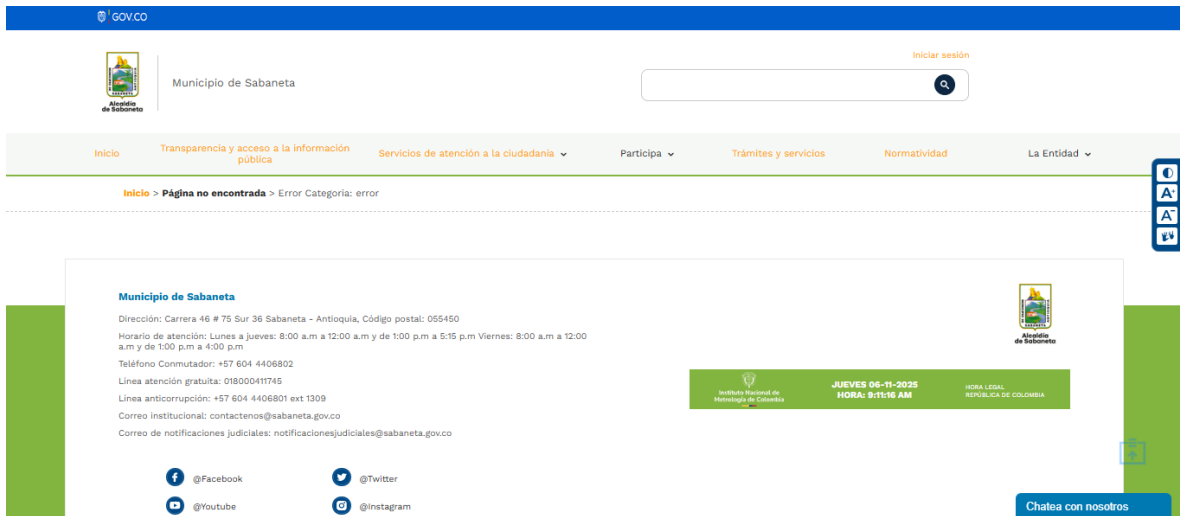 GOV.CO
Iniciar sesión
Alcaldía
de Sabaneta
Municipio de Sabaneta
Inicio
Transparencia y acceso a la información
pública
Servicios de atención a la ciudadanía
Participa
Trámites y servicios
Normatividad
La Entidad
Inicio > Página no encontrada > Error Categoria: error
A+
A-
Municipio de Sabaneta
Dirección: Carrera 46 # 75 Sur 36 Sabaneta - Antioquia, Código postal: 055450
Horario de atención: Lunes a jueves: 8:00 a.m a 12:00 a.m y de 1:00 p.m a 5:15 p.m Viernes: 8:00 a.m a 12:00
a.m y de 1:00 p.m a 4:00 p.m
Teléfono Conmutador: +57 604 4406802
Línea atención gratuita: 018000411745
Línea anticorrupción: +57 604 4406801 ext 1309
Correo institucional: contactenos@sabaneta.gov.co
Correo de notificaciones judiciales: notificacionesjudiciales@sabaneta.gov.co
Alcaldía
de Sabaneta
Instituto Nacional de
Metrología de Colombia
JUEVES 06-11-2025
HORA: 9:11:16 AM
HORA LEGAL
REPÚBLICA DE COLOMBIA
@Facebook
@Twitter
@Youtube
@Instagram
Chatea con nosotros